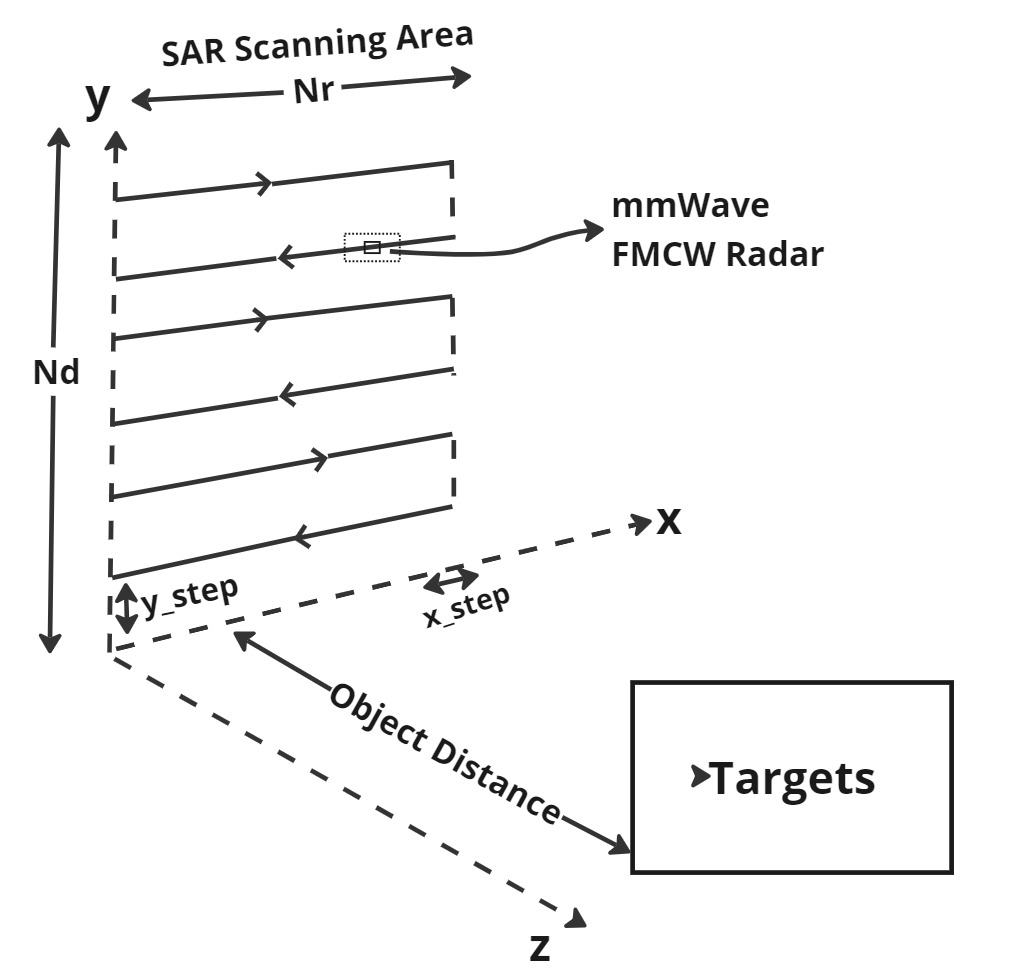 SAR Scanning Area
Nr
y
mmWave
FMCW Radar
Nd
x
y_step
x_step
Object Distance
Targets
z